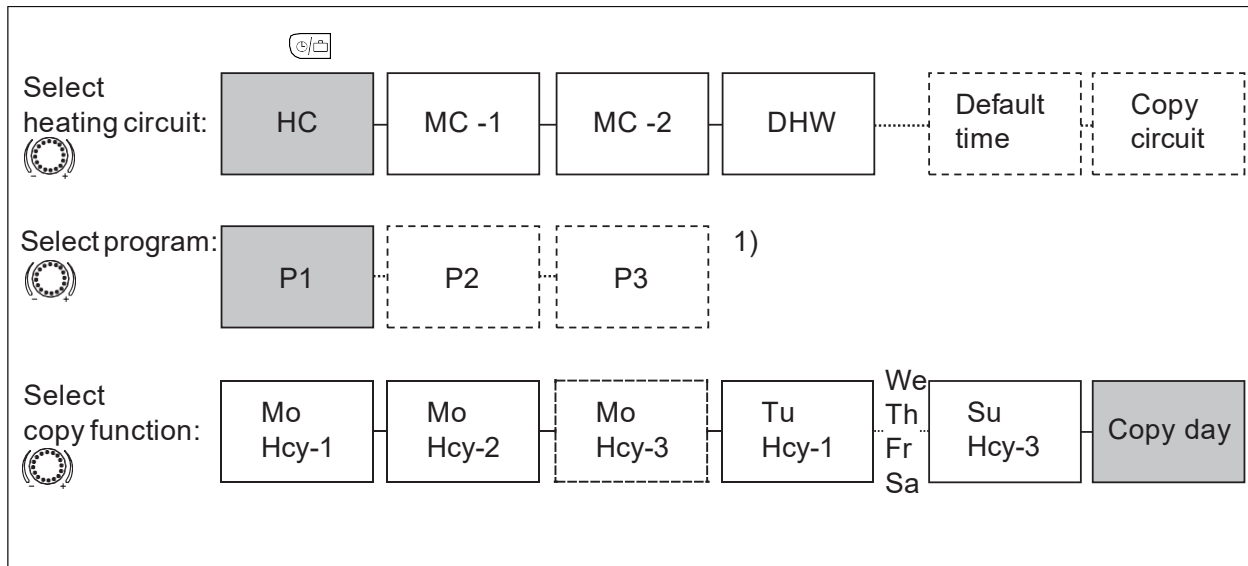 Select
heating circuit:
- +
HC
MC -1
MC -2
DHW
Default
time
Copy
circuit
Select program:
- +
P1
P2
P3
1)
Select
copy function:
- +
Mo
Hcy-1
Mo
Hcy-2
Mo
Hcy-3
Tu
Hcy-1
We
Th
Fr
Sa
Su
Hcy-3
Copy day